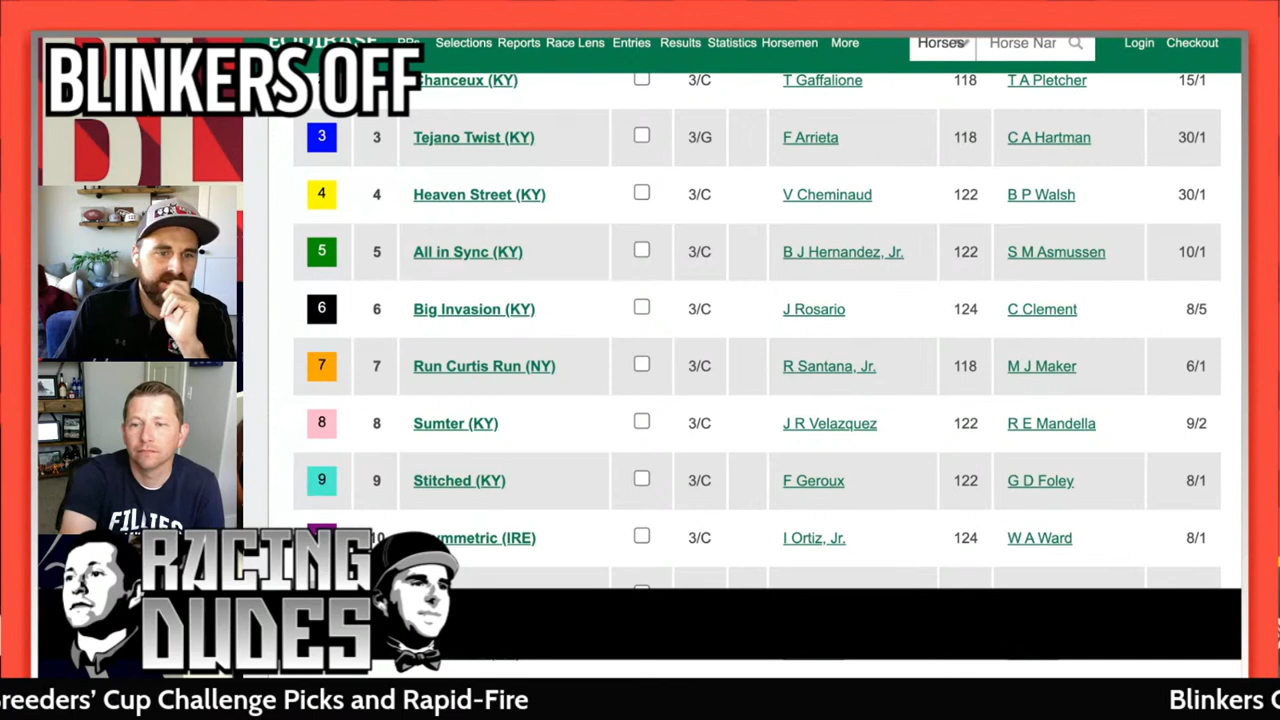 BLINKERS OFF
EQUIBASE PPs Selections Reports Race Lens Entries Results Statistics Horsemen More Horses Horse Nar Login Checkout
Chanceux (KY) 3/C T Gaffalione 118 T A Pletcher 15/1
3 3 Tejano Twist (KY) 3/G F Arrieta 118 C A Hartman 30/1
4 4 Heaven Street (KY) 3/C V Cheminaud 122 B P Walsh 30/1
5 5 All in Sync (KY) 3/C B J Hernandez, Jr. 122 S M Asmussen 10/1
6 6 Big Invasion (KY) 3/C J Rosario 124 C Clement 8/5
7 7 Run Curtis Run (NY) 3/C R Santana, Jr. 118 M J Maker 6/1
8 8 Sumter (KY) 3/C J R Velazquez 122 R E Mandella 9/2
9 9 Stitched (KY) 3/C F Geroux 122 G D Foley 8/1
10 ymmetric (IRE) 3/C I Ortiz, Jr. 124 W A Ward 8/1
FILLIES
RACING
DUDES
Breeders' Cup Challenge Picks and Rapid-Fire Blinkers O